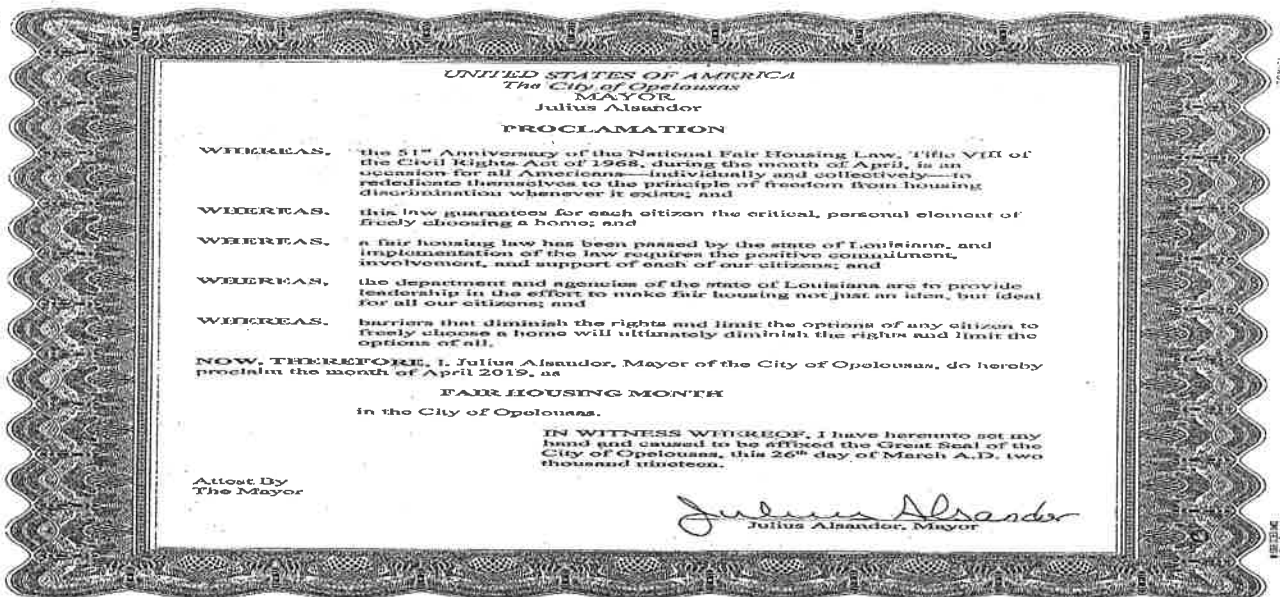 UNITED STATES OF AMERICA
The City of Opelousas
MAYOR
Julius Alsandor
PROCLAMATION
WHEREAS, the 51st Anniversary of the National Fair Housing Law, Title VIII of
the Civil Rights Act of 1968, during the month of April, is an
occasion for all Americans—individually and collectively—to
rededicate themselves to the principle of freedom from housing
discrimination whenever it exists; and
WHEREAS, this law guarantees for each citizen the critical, personal element of
freely choosing a home; and
WHEREAS, a fair housing law has been passed by the state of Louisiana, and
implementation of the law requires the positive commitment,
involvement, and support of each of our citizens; and
WHEREAS, the department and agencies of the state of Louisiana are to provide
leadership in the effort to make fair housing not just an idea, but ideal
for all our citizens; and
WHEREAS, barriers that diminish the rights and limit the options of any citizen to
freely choose a home will ultimately diminish the rights and limit the
options of all.
NOW, THEREFORE, I, Julius Alsandor, Mayor of the City of Opelousas, do hereby
proclaim the month of April 2019, as
FAIR HOUSING MONTH
in the City of Opelousas.
IN WITNESS WHEREOF, I have hereunto set my
hand and caused to be affixed the Great Seal of the
City of Opelousas, this 26th day of March A.D. two
thousand nineteen.
Attest By
The Mayor
Julius Alsandor
Julius Alsandor, Mayor